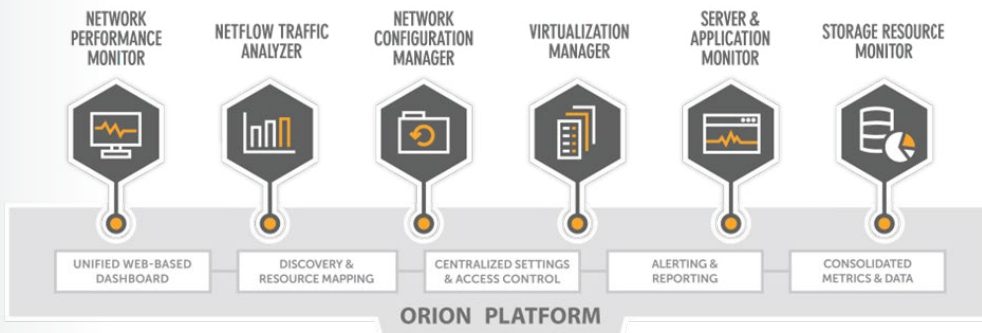 NETWORK
PERFORMANCE
MONITOR
NETFLOW TRAFFIC
ANALYZER
NETWORK
CONFIGURATION
MANAGER
VIRTUALIZATION
MANAGER
SERVER &
APPLICATION
MONITOR
STORAGE RESOURCE
MONITOR
UNIFIED WEB-BASED
DASHBOARD
DISCOVERY &
RESOURCE MAPPING
CENTRALIZED SETTINGS
& ACCESS CONTROL
ALERTING &
REPORTING
CONSOLIDATED
METRICS & DATA
ORION PLATFORM